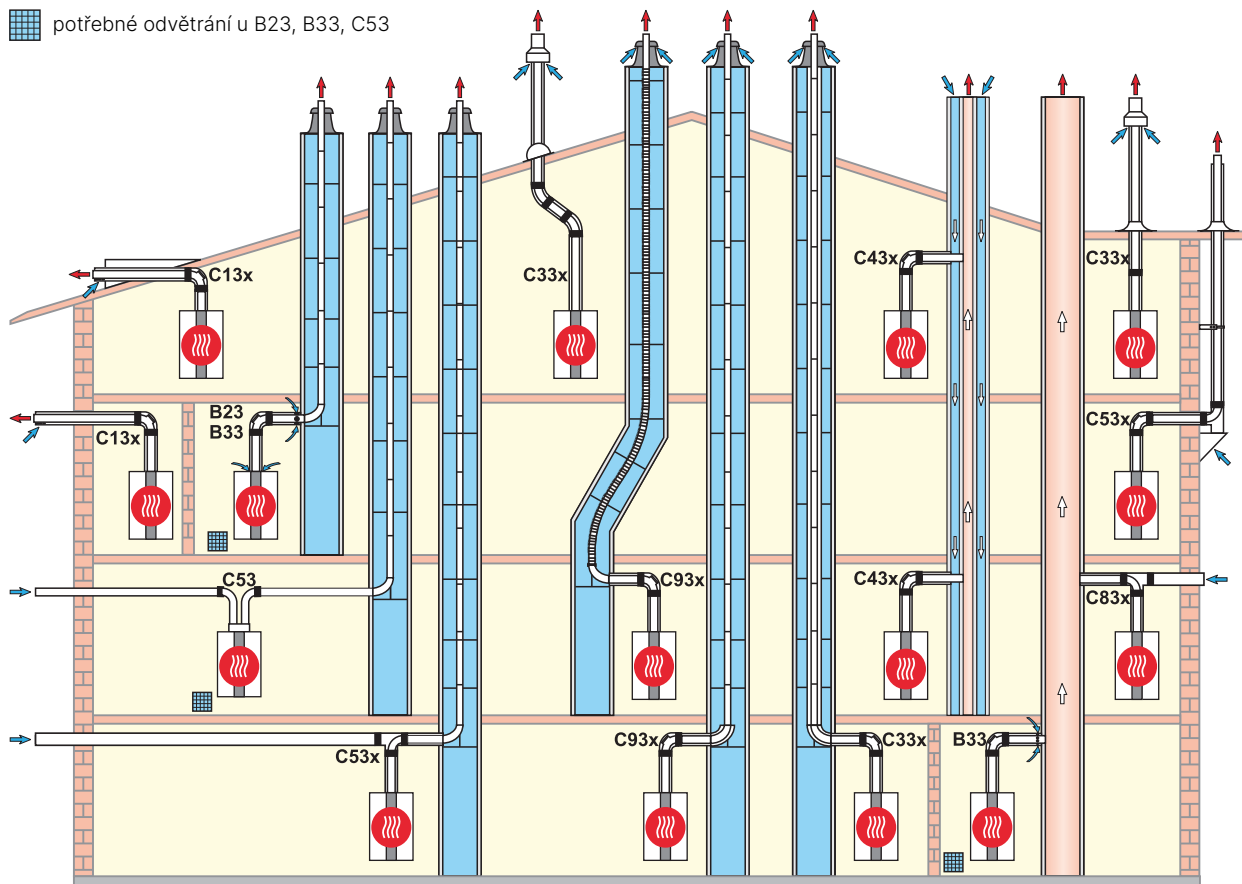 potřebné odvětrání u B23, B33, C53
C13x
C33x
C43x
C33x
C13x
B23
B33
C53x
C53
C93x
C43x
C83x
C53x
C93x
C33x
B33